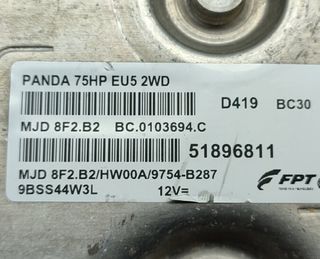 PANDA 75HP EU5 2WD
D419 BC30
MJD 8F2.B2 BC.0103694.C
51896811
MJD 8F2.B2/HW00A/9754-B287
9BSS44W3L 12V=
FPT